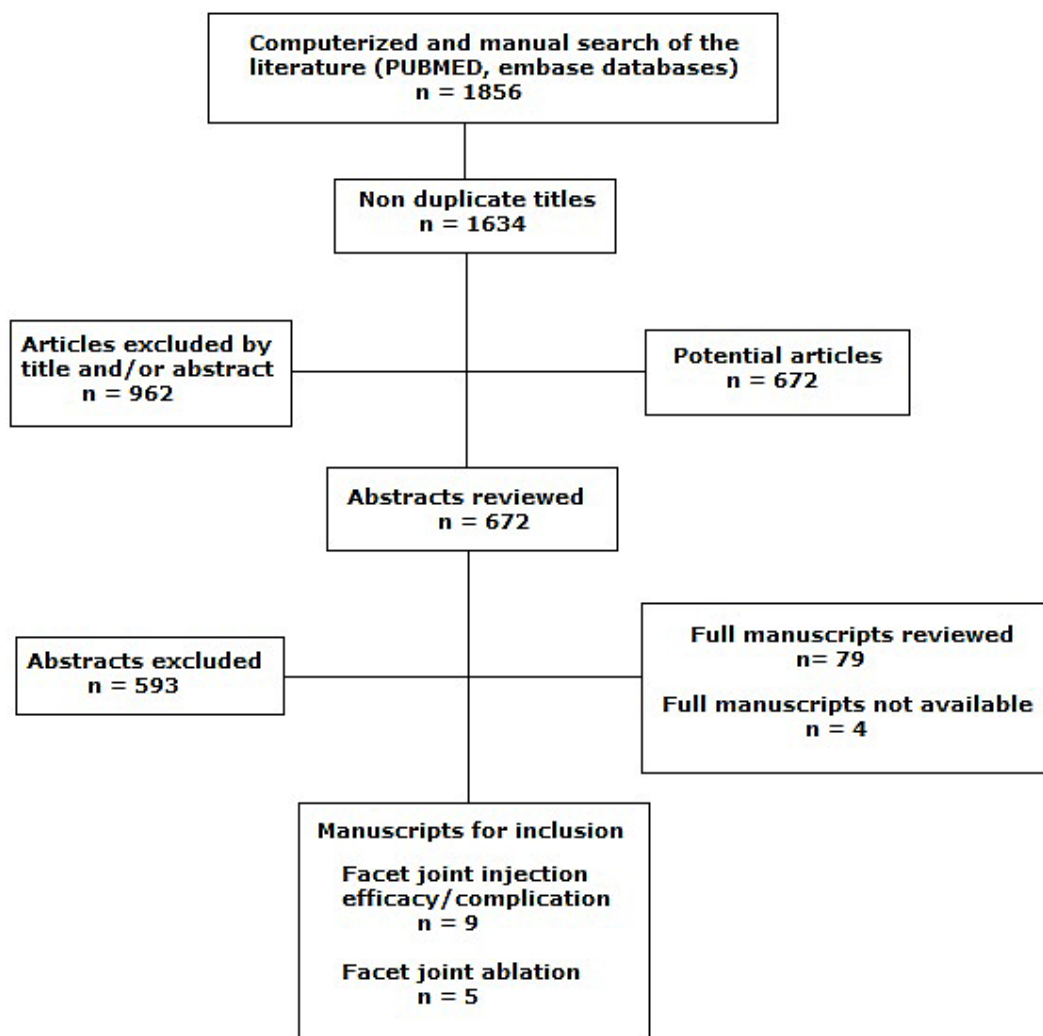 Computerized and manual search of the
literature (PUBMED, embase databases)
n = 1856
Non duplicate titles
n = 1634
Articles excluded by
title and/or abstract
n = 962
Potential articles
n = 672
Abstracts reviewed
n = 672
Abstracts excluded
n = 593
Full manuscripts reviewed
n= 79
Full manuscripts not available
n = 4
Manuscripts for inclusion
Facet joint injection
efficacy/complication
n = 9
Facet joint ablation
n = 5